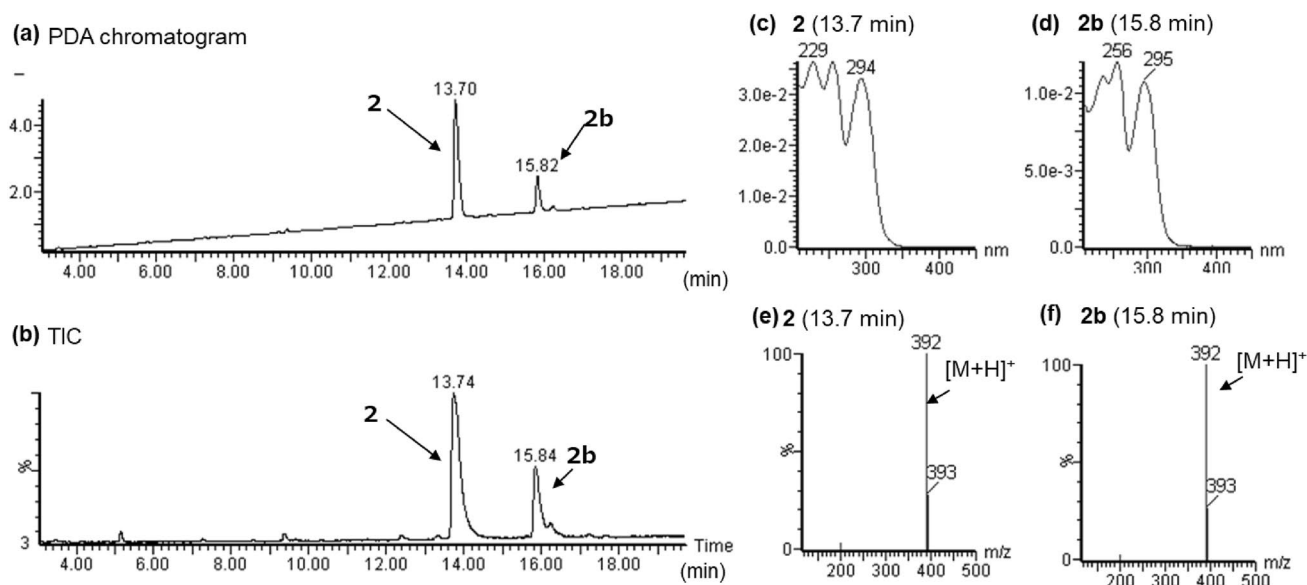 (a) PDA chromatogram
13.70
2
2b
15.82
4.0
2.0
4.00 6.00 8.00 10.00 12.00 14.00 16.00 18.00
(min)
(b) TIC
13.74
2
15.84
2b
%
3
Time
4.00 6.00 8.00 10.00 12.00 14.00 16.00 18.00
(min)
(c) 2 (13.7 min)
229
294
3.0e-2
2.0e-2
1.0e-2
0.0
300 400
nm
(d) 2b (15.8 min)
256
295
1.0e-2
5.0e-3
0.0
300 400
nm
(e) 2 (13.7 min)
392
100
[M+H]+
%
393
0
200 300 400 500
m/z
(f) 2b (15.8 min)
392
100
[M+H]+
%
393
0
200 300 400 500
m/z